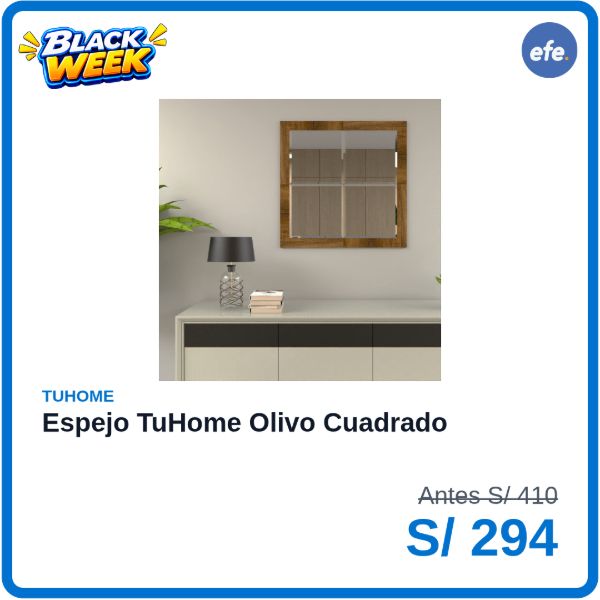 BLACK
WEEK
efe.
TUHOME
Espejo TuHome Olivo Cuadrado
Antes S/ 410
S/ 294